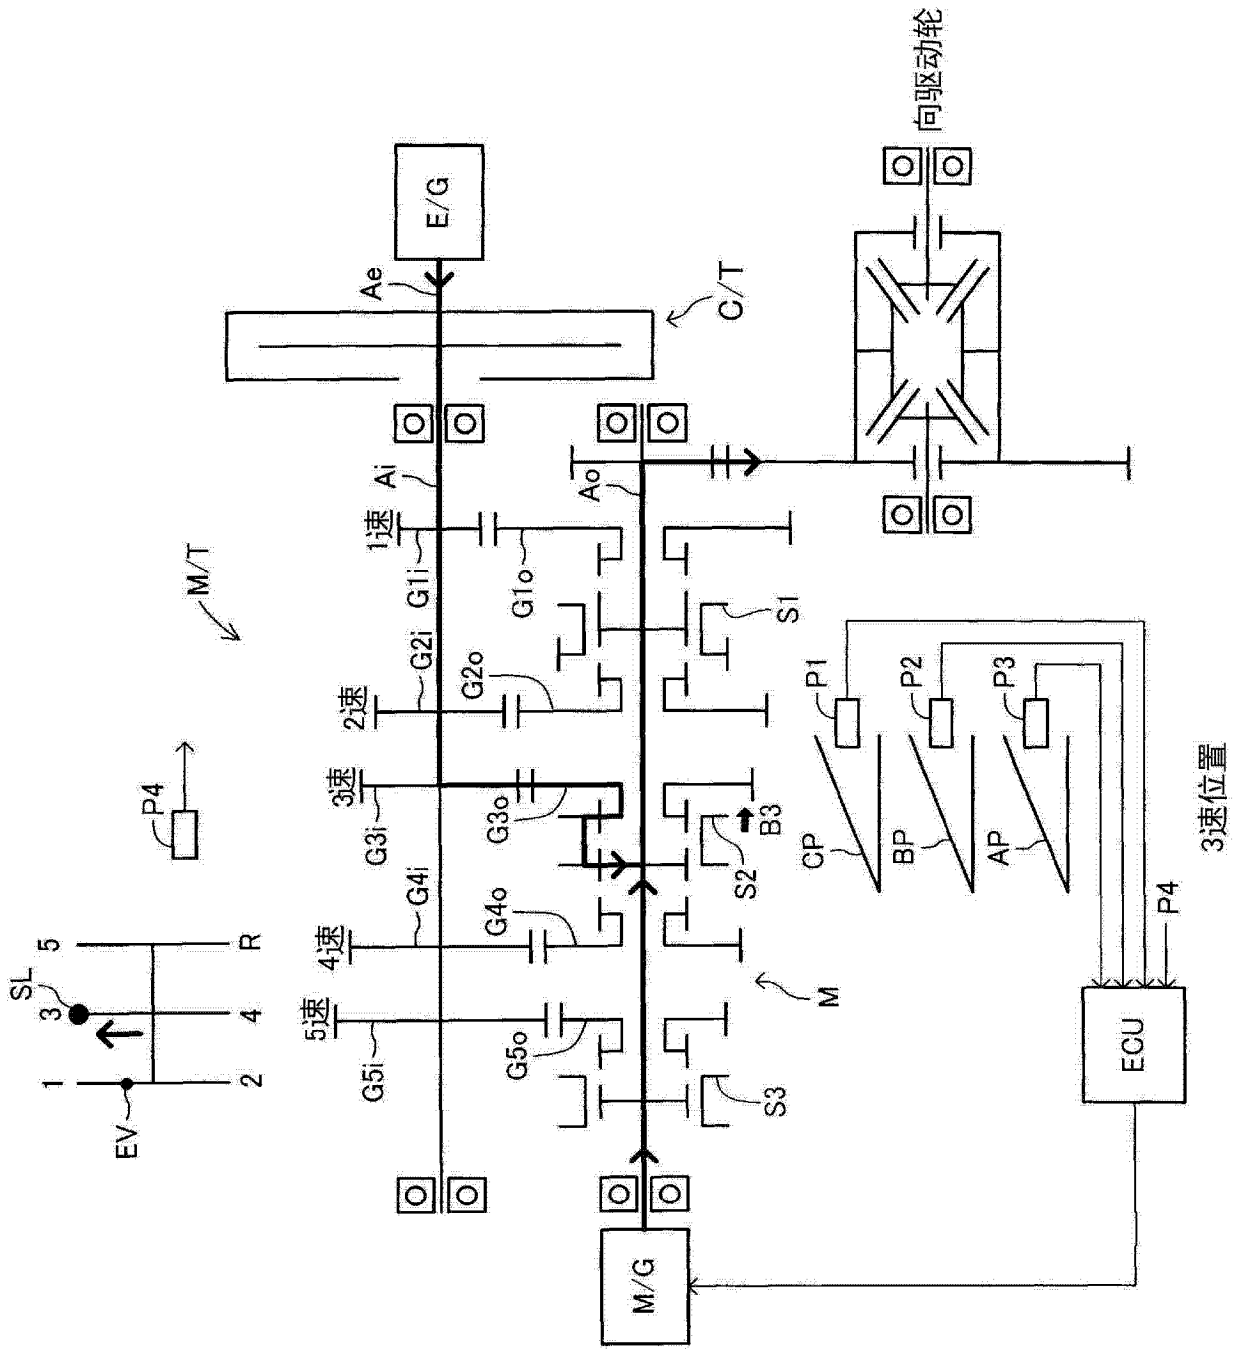 向驱动轮
E/G
Ae
C/T
Ai
Ao
M/T
1速
G1i
G1o
S1
G2i
G2o
2速
P4
3速
G3i
G3o
B3
S2
P1
P2
P3
CP
BP
AP
G4i
G4o
4速
M
5速
G5i
G5o
S3
SL
1
3
5
2
4
R
EV
P4
ECU
M/G
3速位置